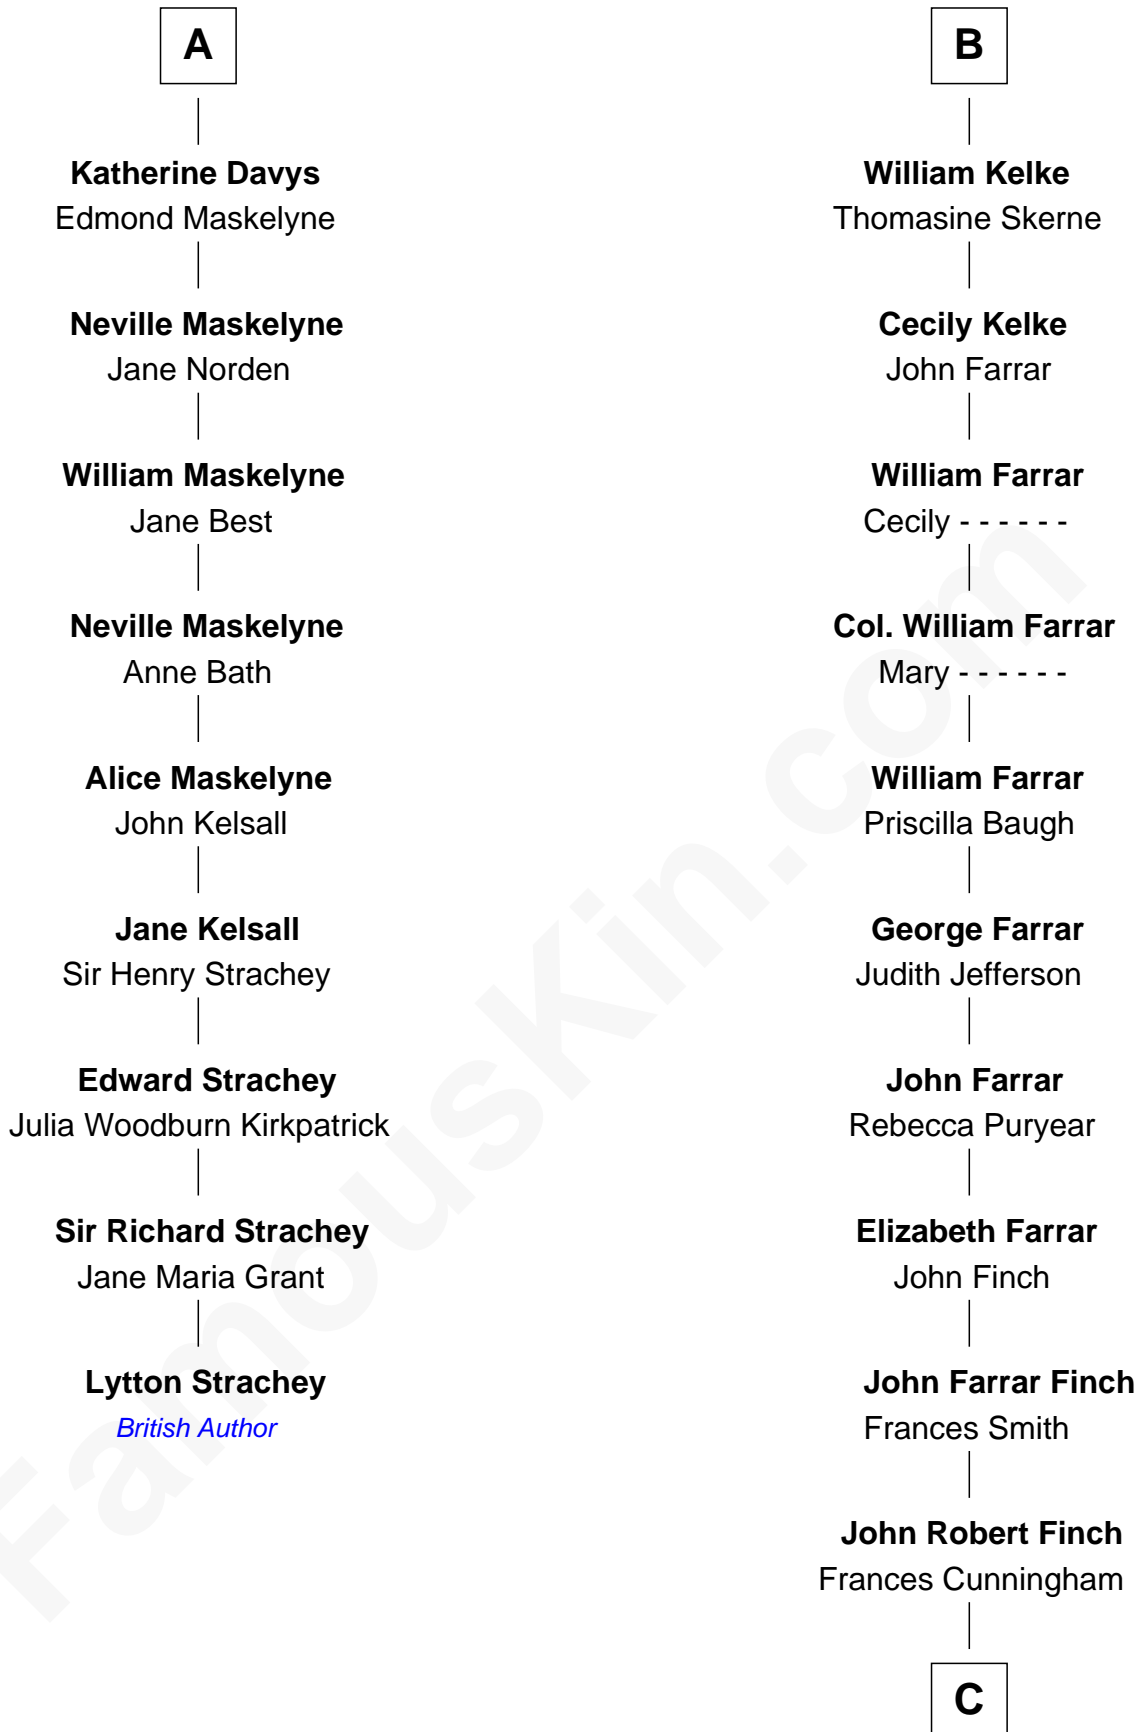 A
Katherine Davys
Edmond Maskelyne
Neville Maskelyne
Jane Norden
William Maskelyne
Jane Best
Neville Maskelyne
Anne Bath
Alice Maskelyne
John Kelsall
Jane Kelsall
Sir Henry Strachey
Edward Strachey
Julia Woodburn Kirkpatrick
Sir Richard Strachey
Jane Maria Grant
Lytton Strachey
British Author
B
William Kelke
Thomasine Skerne
Cecily Kelke
John Farrar
William Farrar
Cecily - - - - - -
Col. William Farrar
Mary - - - - - -
William Farrar
Priscilla Baugh
George Farrar
Judith Jefferson
John Farrar
Rebecca Puryear
Elizabeth Farrar
John Finch
John Farrar Finch
Frances Smith
John Robert Finch
Frances Cunningham
C
FamousKin.com